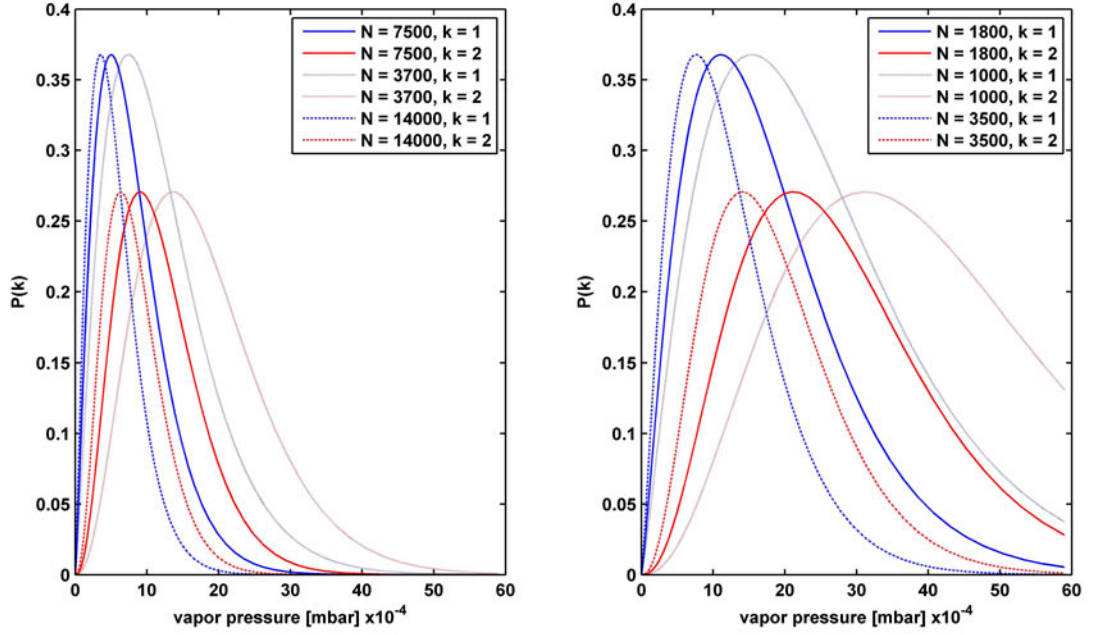 0.4
0.35
0.3
0.25
0.2
0.15
0.1
0.05
0
P(k)
N = 7500, k = 1
N = 7500, k = 2
N = 3700, k = 1
N = 3700, k = 2
N = 14000, k = 1
N = 14000, k = 2
0 10 20 30 40 50 60
vapor pressure [mbar] x10-4
0.4
0.35
0.3
0.25
0.2
0.15
0.1
0.05
0
P(k)
N = 1800, k = 1
N = 1800, k = 2
N = 1000, k = 1
N = 1000, k = 2
N = 3500, k = 1
N = 3500, k = 2
0 10 20 30 40 50 60
vapor pressure [mbar] x10-4